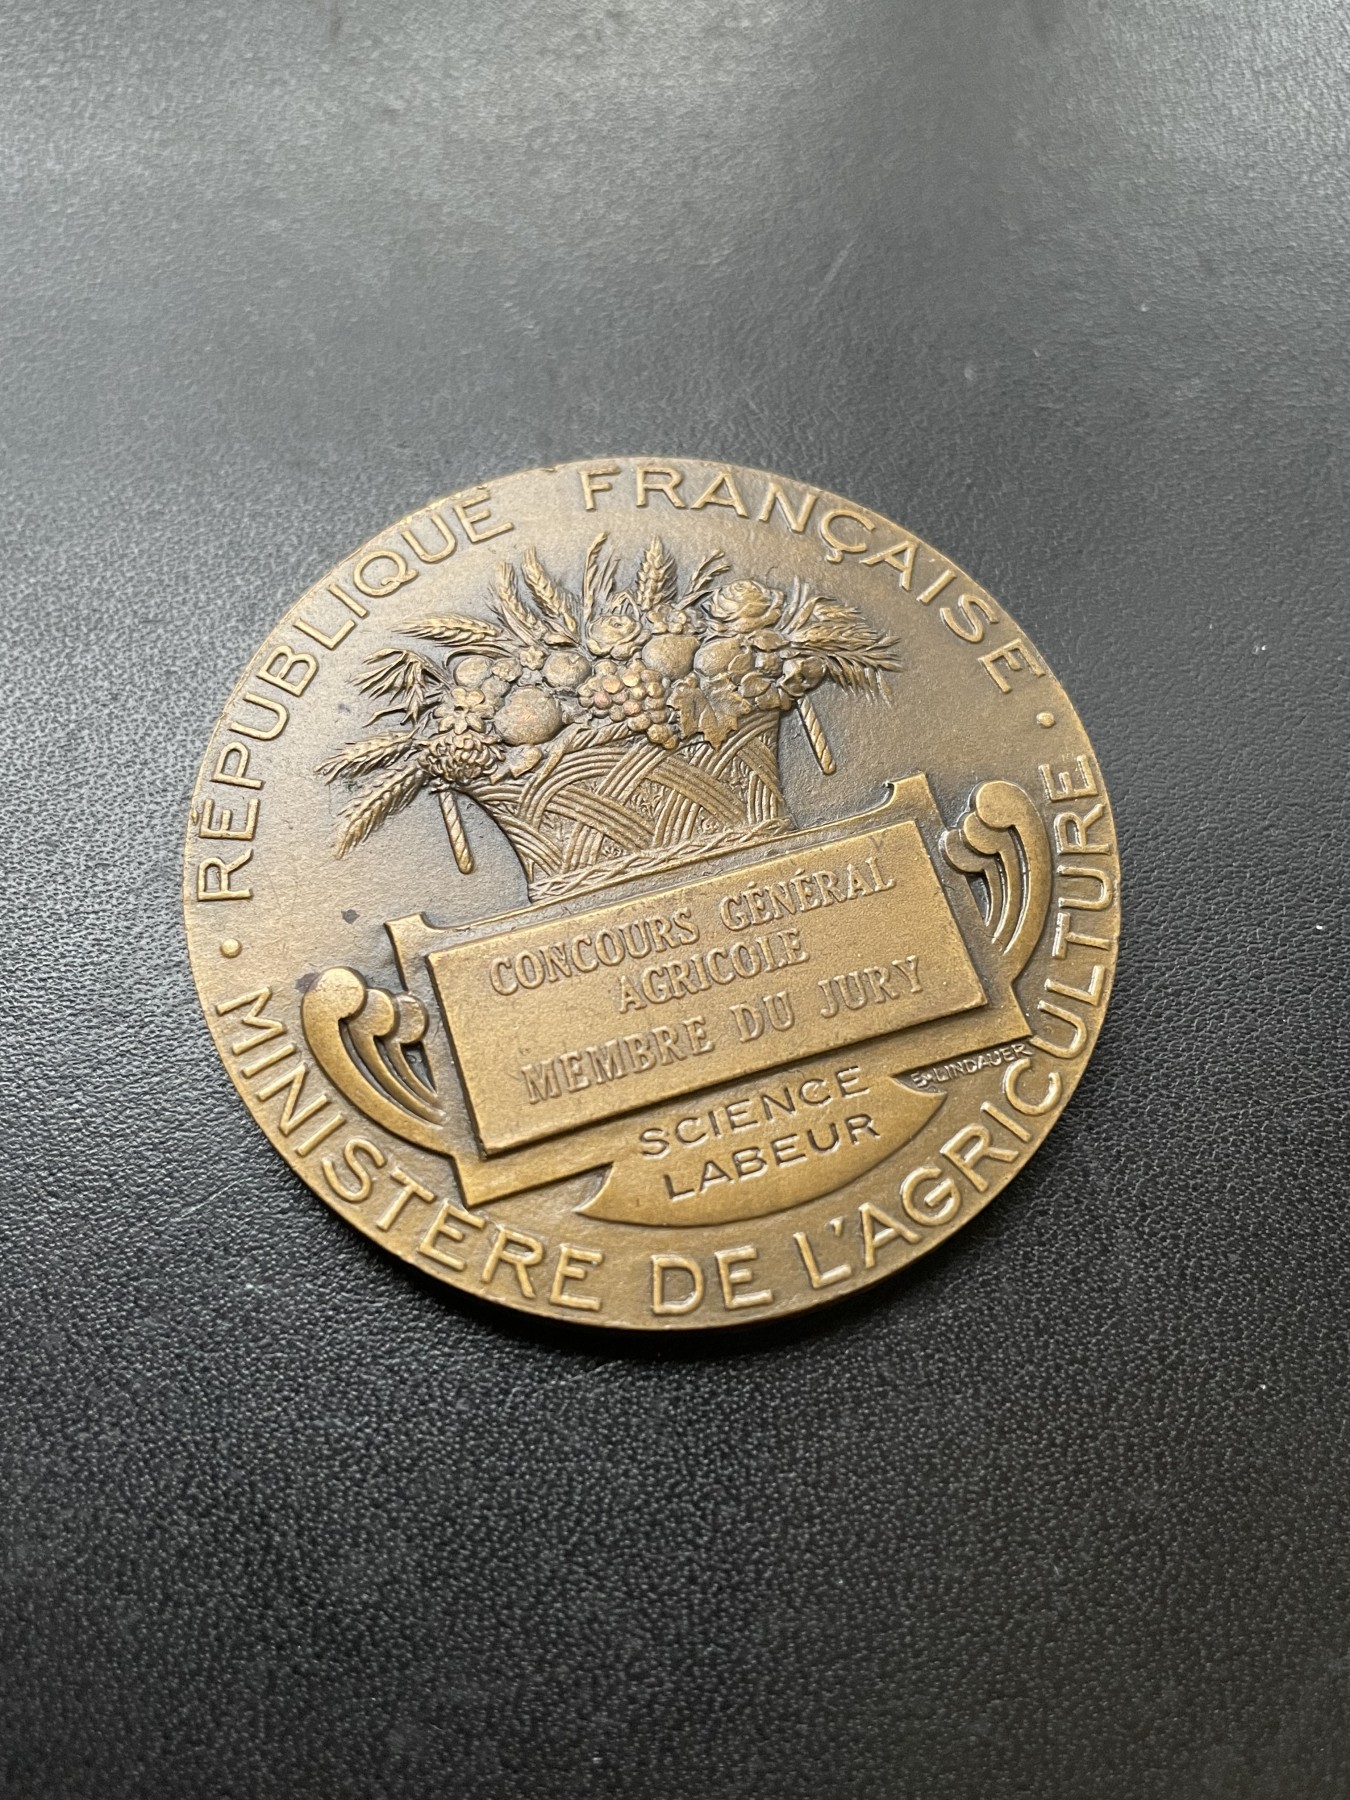 RÉPUBLIQUE FRANÇAISE
CONCOURS GÉNÉRAL
AGRICOLE
MEMBRE DU JURY
SCIENCE
LABEUR
E•LINDAUER
• MINISTERE DE L'AGRICULTURE •